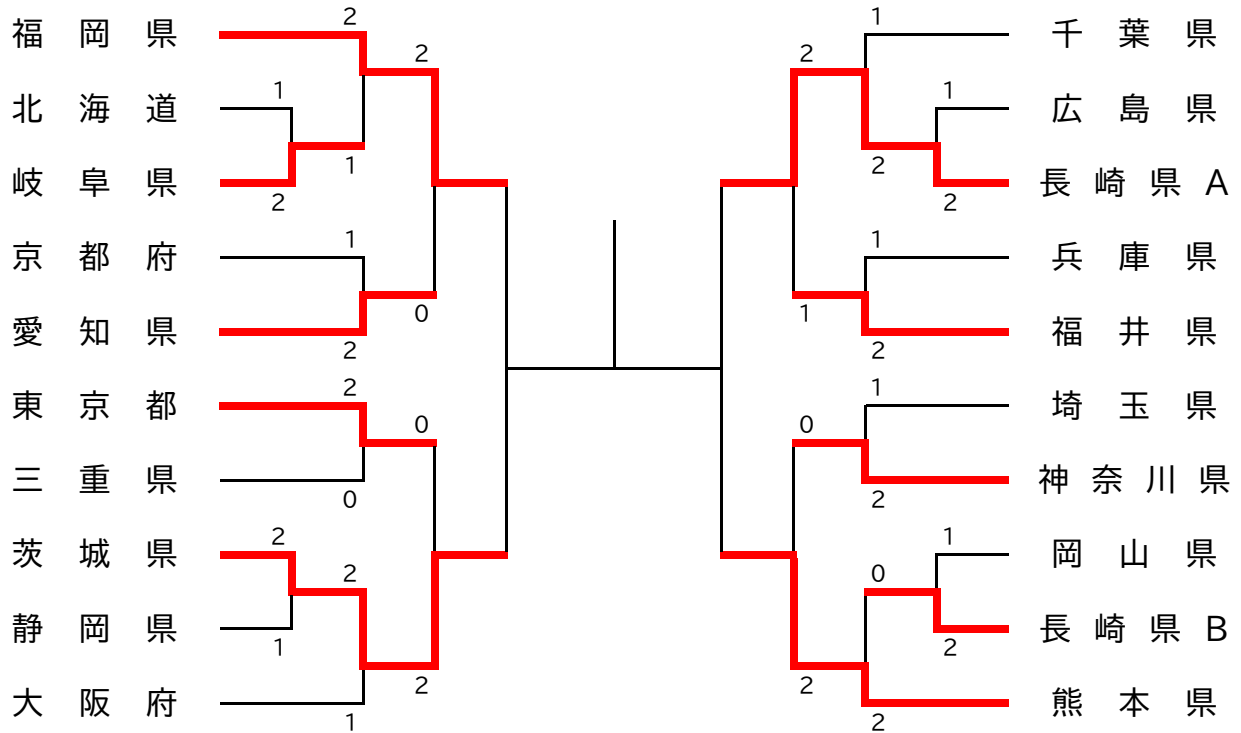 福岡県
2
2
1
千葉県
2
北海道
1
1
広島県
岐阜県
2
1
2
2
長崎県A
京都府
1
1
兵庫県
0
1
愛知県
2
2
福井県
東京都
2
1
埼玉県
0
0
三重県
0
2
神奈川県
茨城県
2
1
岡山県
2
0
静岡県
1
2
長崎県B
2
2
大阪府
1
2
熊本県